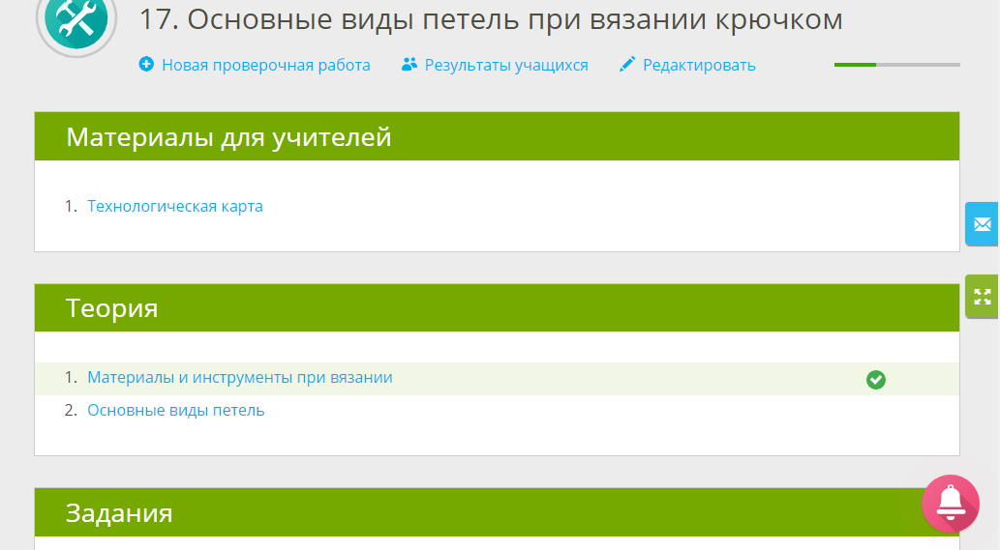 17. Основные виды петель при вязании крючком
Новая проверочная работа Результаты учащихся Редактировать
Материалы для учителей
1. Технологическая карта
Теория
1. Материалы и инструменты при вязании
2. Основные виды петель
Задания